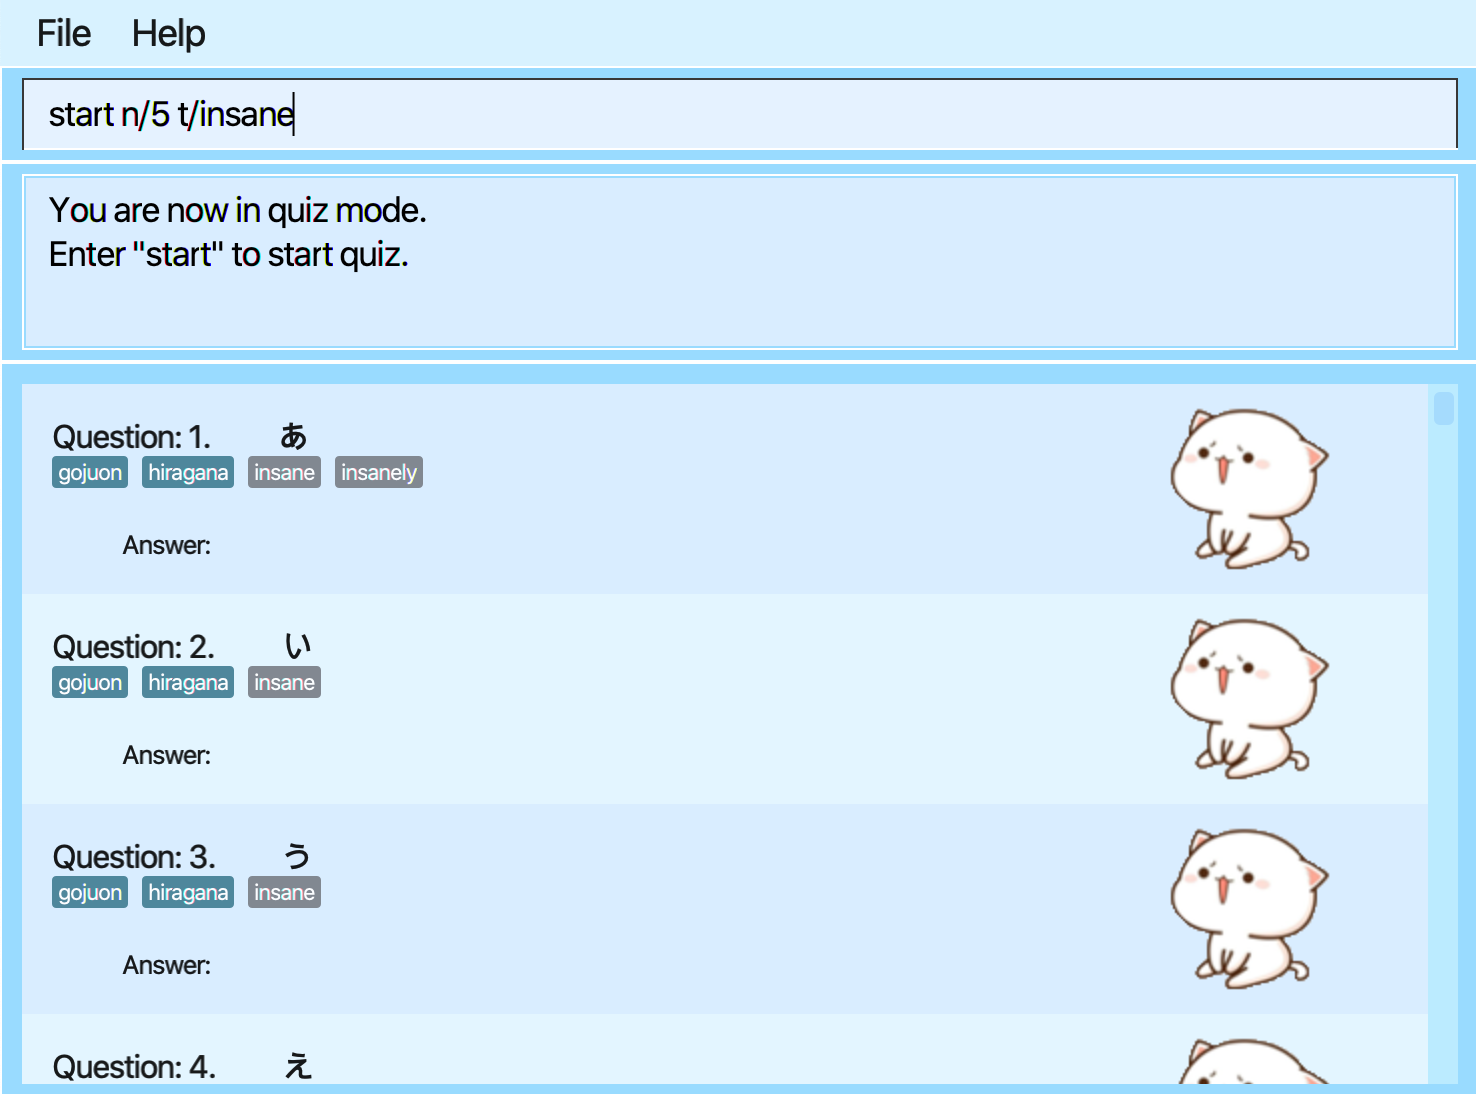 File Help
start n/5 t/insane
You are now in quiz mode.
Enter "start" to start quiz.
Question: 1. あ
gojuon hiragana insane insanely
Answer:
Question: 2. い
gojuon hiragana insane
Answer:
Question: 3. う
gojuon hiragana insane
Answer:
Question: 4. え